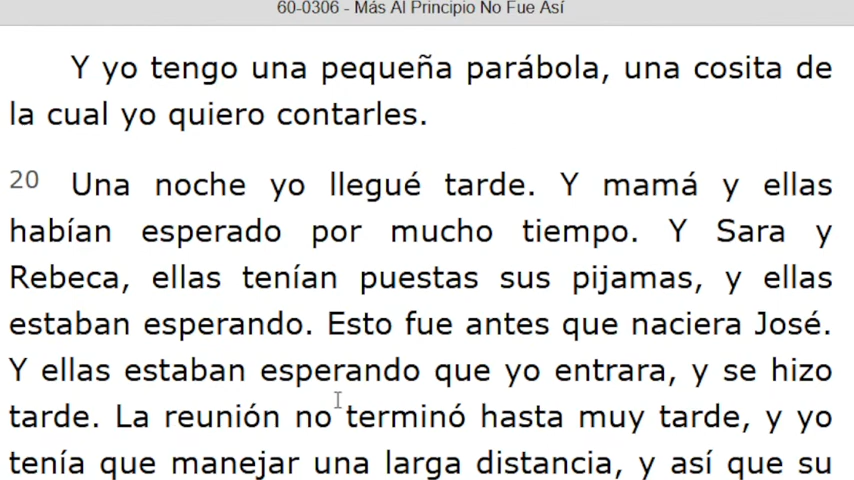 60-0306 - Más Al Principio No Fue Así
Y yo tengo una pequeña parábola, una cosita de
la cual yo quiero contarles.
20 Una noche yo llegué tarde. Y mamá y ellas
habían esperado por mucho tiempo. Y Sara y
Rebeca, ellas tenían puestas sus pijamas, y ellas
estaban esperando. Esto fue antes que naciera José.
Y ellas estaban esperando que yo entrara, y se hizo
tarde. La reunión no terminó hasta muy tarde, y yo
tenía que manejar una larga distancia, y así que su